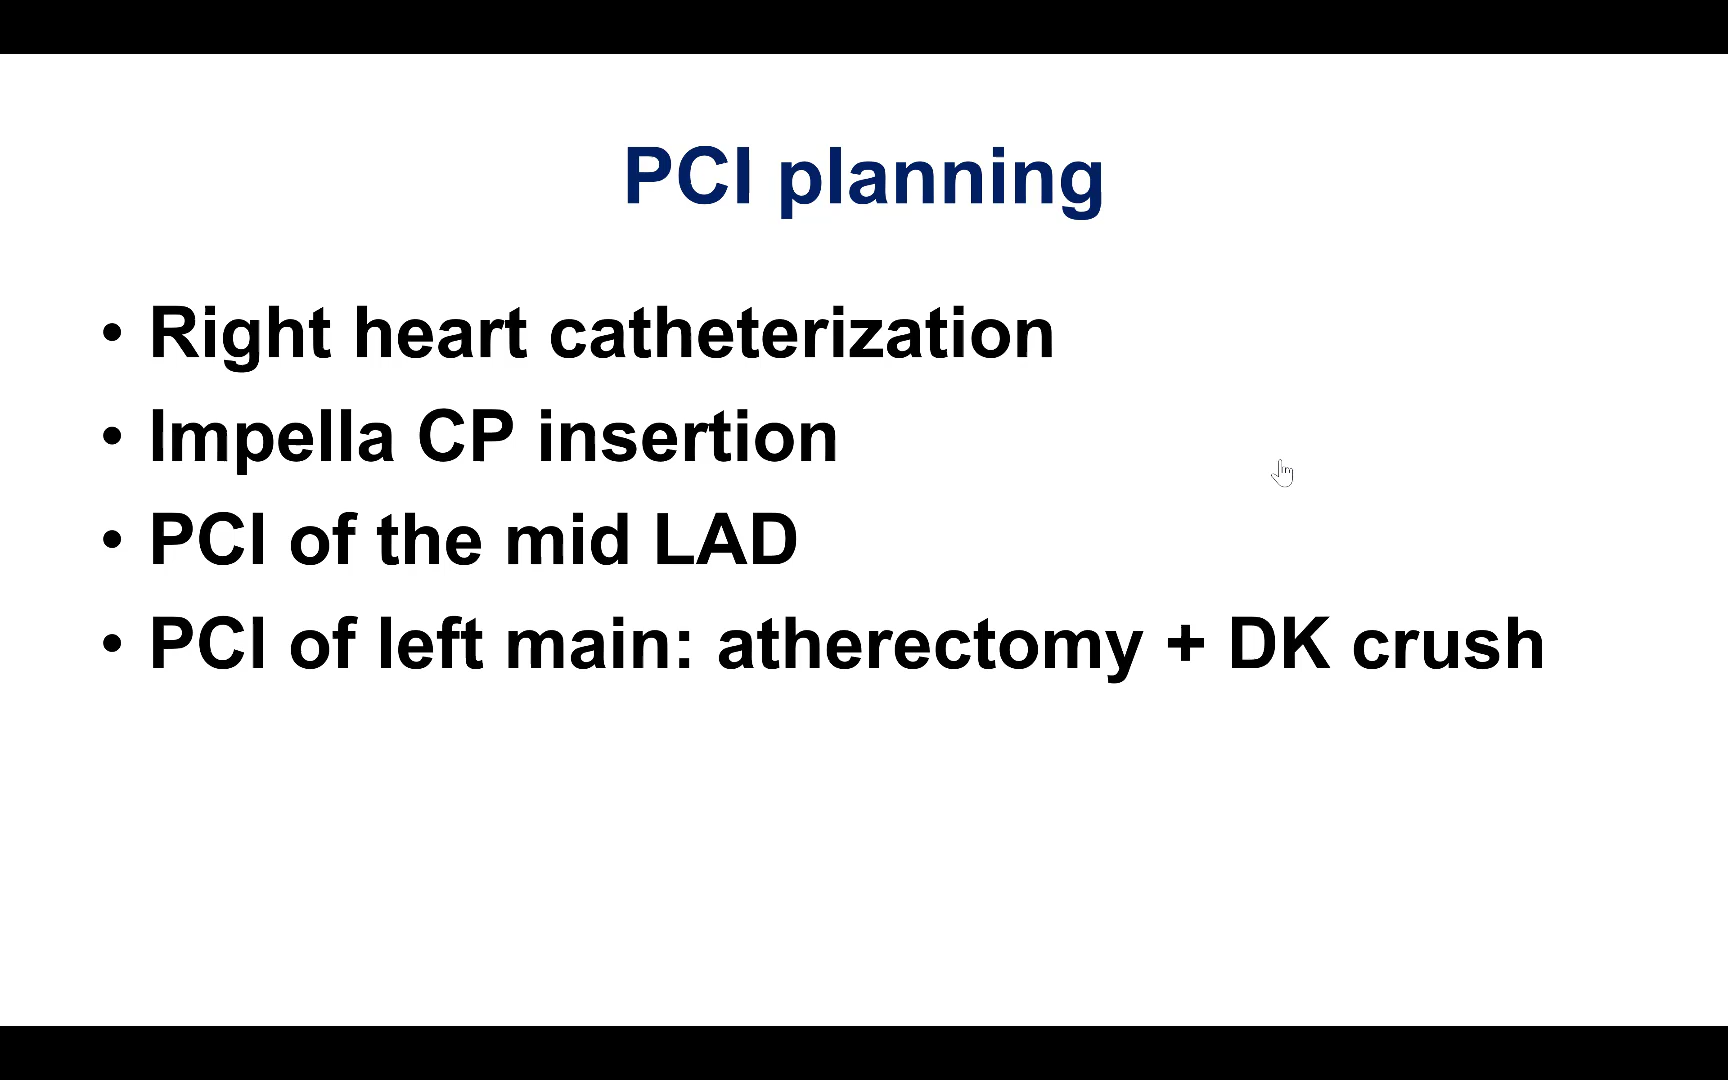 PCI planning
• Right heart catheterization
• Impella CP insertion
• PCI of the mid LAD
• PCI of left main: atherectomy + DK crush